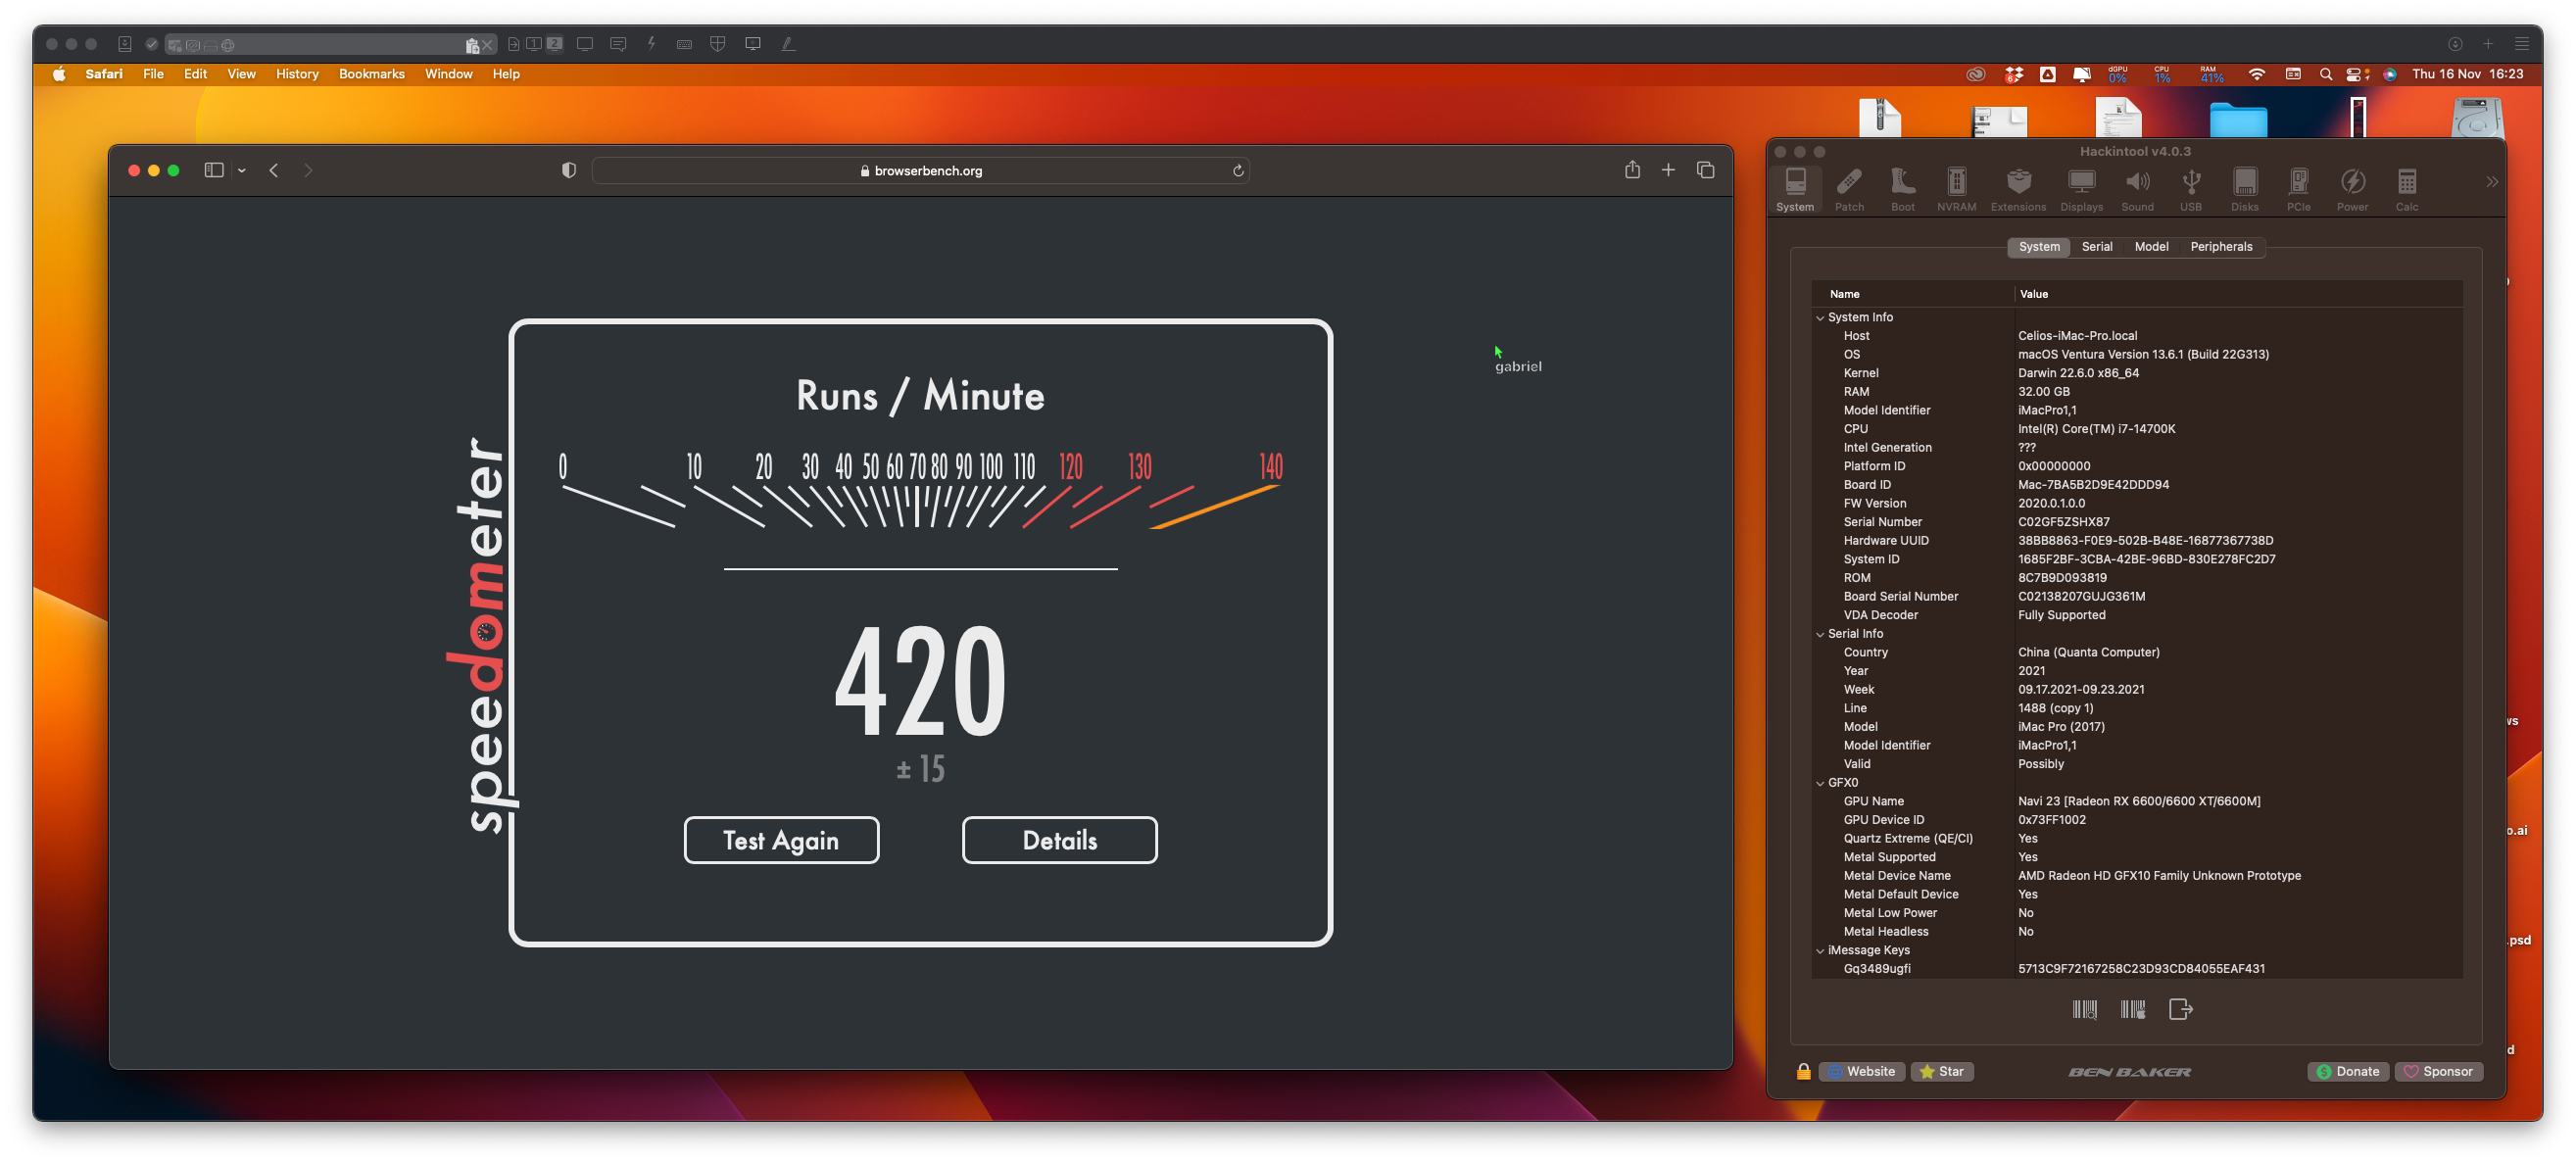 Safari File Edit View History Bookmarks Window Help
dGPU 0% CPU 1% RAM 41% Thu 16 Nov 16:23
browserbench.org
speedometer
Runs / Minute
0 10 20 30 40 50 60 70 80 90 100 110 120 130 140
420
± 15
Test Again Details
gabriel
Hackintool v4.0.3
System Patch Boot NVRAM Extensions Displays Sound USB Disks PCIe Power Calc
System Serial Model Peripherals
Name Value
System Info
Host Celios-iMac-Pro.local
OS macOS Ventura Version 13.6.1 (Build 22G313)
Kernel Darwin 22.6.0 x86_64
RAM 32.00 GB
Model Identifier iMacPro1,1
CPU Intel(R) Core(TM) i7-14700K
Intel Generation ???
Platform ID 0x00000000
Board ID Mac-7BA5B2D9E42DDD94
FW Version 2020.0.1.0.0
Serial Number C02GF5ZSHX87
Hardware UUID 38BB8863-F0E9-502B-B48E-16877367738D
System ID 1685F2BF-3CBA-42BE-96BD-830E278FC2D7
ROM 8C7B9D093819
Board Serial Number C02138207GUJG361M
VDA Decoder Fully Supported
Serial Info
Country China (Quanta Computer)
Year 2021
Week 09.17.2021-09.23.2021
Line 1488 (copy 1)
Model iMac Pro (2017)
Model Identifier iMacPro1,1
Valid Possibly
GFX0
GPU Name Navi 23 [Radeon RX 6600/6600 XT/6600M]
GPU Device ID 0x73FF1002
Quartz Extreme (QE/CI) Yes
Metal Supported Yes
Metal Device Name AMD Radeon HD GFX10 Family Unknown Prototype
Metal Default Device Yes
Metal Low Power No
Metal Headless No
iMessage Keys
Gq3489ugfi 5713C9F72167258C23D93CD84055EAF431
Website Star BEN BAKER Donate Sponsor
ws
o.ai
.psd
d